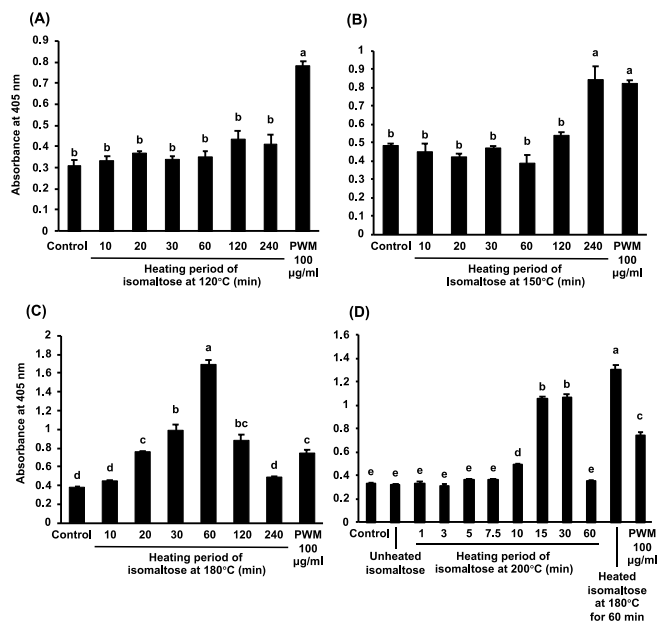 (A)
0.9
0.8
0.7
0.6
0.5
0.4
0.3
0.2
0.1
0
Absorbance at 405 nm
b b b b b b b a
Control 10 20 30 60 120 240 PWM
100
µg/ml
Heating period of
isomaltose at 120°C (min)
(B)
1
0.9
0.8
0.7
0.6
0.5
0.4
0.3
0.2
0.1
0
b b b b b b a a
Control 10 20 30 60 120 240 PWM
100
µg/ml
Heating period of
Isomaltose at 150°C (min)
(C)
2
1.8
1.6
1.4
1.2
1
0.8
0.6
0.4
0.2
0
Absorbance at 405 nm
d d c b a bc d c
Control 10 20 30 60 120 240 PWM
100
µg/ml
Heating period of
isomaltose at 180°C (min)
(D)
1.6
1.4
1.2
1
0.8
0.6
0.4
0.2
0
e e e e e e d b b e a c
Control 1 3 5 7.5 10 15 30 60 PWM
100
µg/ml
Unheated
isomaltose
Heating period of
isomaltose at 200°C (min)
Heated
isomaltose
at 180°C
for 60 min